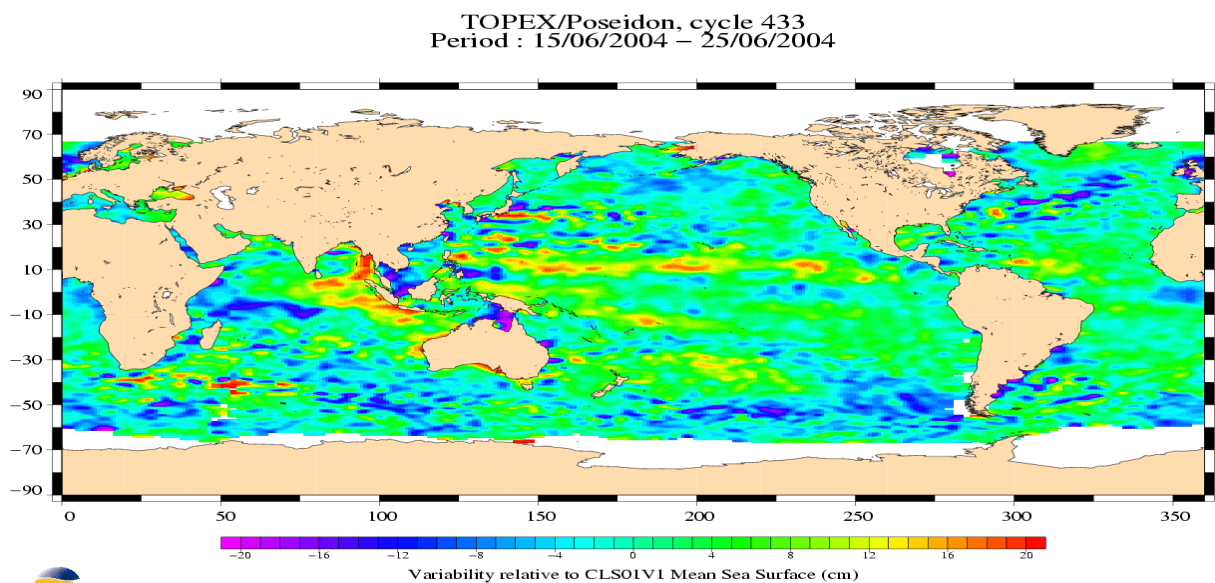 TOPEX/Poseidon, cycle 433
Period : 15/06/2004 – 25/06/2004
90
70
50
30
10
−10
−30
−50
−70
−90
0 50 100 150 200 250 300 350
−20 −16 −12 −8 −4 0 4 8 12 16 20
Variability relative to CLS01V1 Mean Sea Surface (cm)